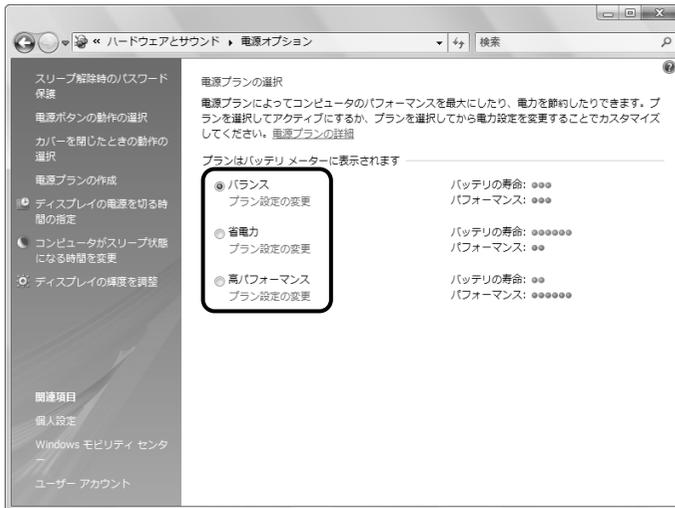 « ハードウェアとサウンド ▸ 電源オプション
検索
スリープ解除時のパスワード
保護
電源ボタンの動作の選択
カバーを閉じたときの動作の
選択
電源プランの作成
ディスプレイの電源を切る時
間の指定
コンピュータがスリープ状態
になる時間を変更
ディスプレイの輝度を調整
関連項目
個人設定
Windows モビリティ センタ
ー
ユーザー アカウント
電源プランの選択
電源プランによってコンピュータのパフォーマンスを最大にしたり、電力を節約したりできます。プ
ランを選択してアクティブにするか、プランを選択してから電力設定を変更することでカスタマイズ
してください。電源プランの詳細
プランはバッテリ メーターに表示されます
バランス
プラン設定の変更
バッテリの寿命:
パフォーマンス:
省電力
プラン設定の変更
バッテリの寿命:
パフォーマンス:
高パフォーマンス
プラン設定の変更
バッテリの寿命:
パフォーマンス: